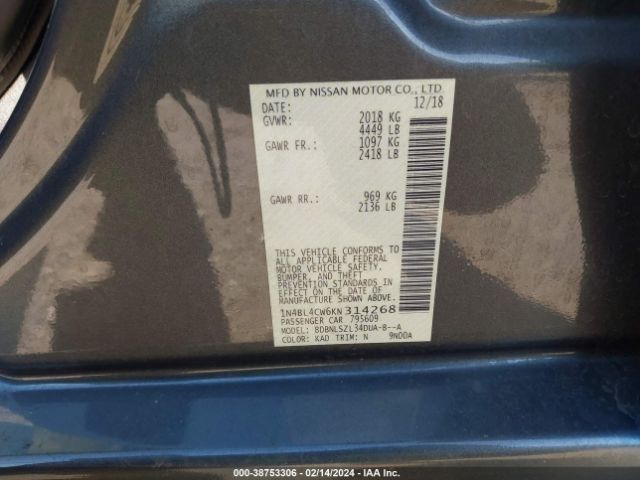 MFD BY NISSAN MOTOR CO., LTD.
DATE: 12/18
GVWR: 2018 KG
4449 LB
GAWR FR.: 1097 KG
2418 LB
GAWR RR.: 969 KG
2136 LB
THIS VEHICLE CONFORMS TO
ALL APPLICABLE FEDERAL
MOTOR VEHICLE SAFETY,
BUMPER, AND THEFT
PREVENTION STANDARDS IN
EFFECT ON THE DATE OF
MANUFACTURE SHOWN ABOVE.
1N4BL4CW6KN314268
PASSENGER CAR 795609
MODEL: BDBNLSZL34DUA-B--A
COLOR: KAD TRIM: N 9NDDA
000-38753306 - 02/14/2024 - IAA Inc.